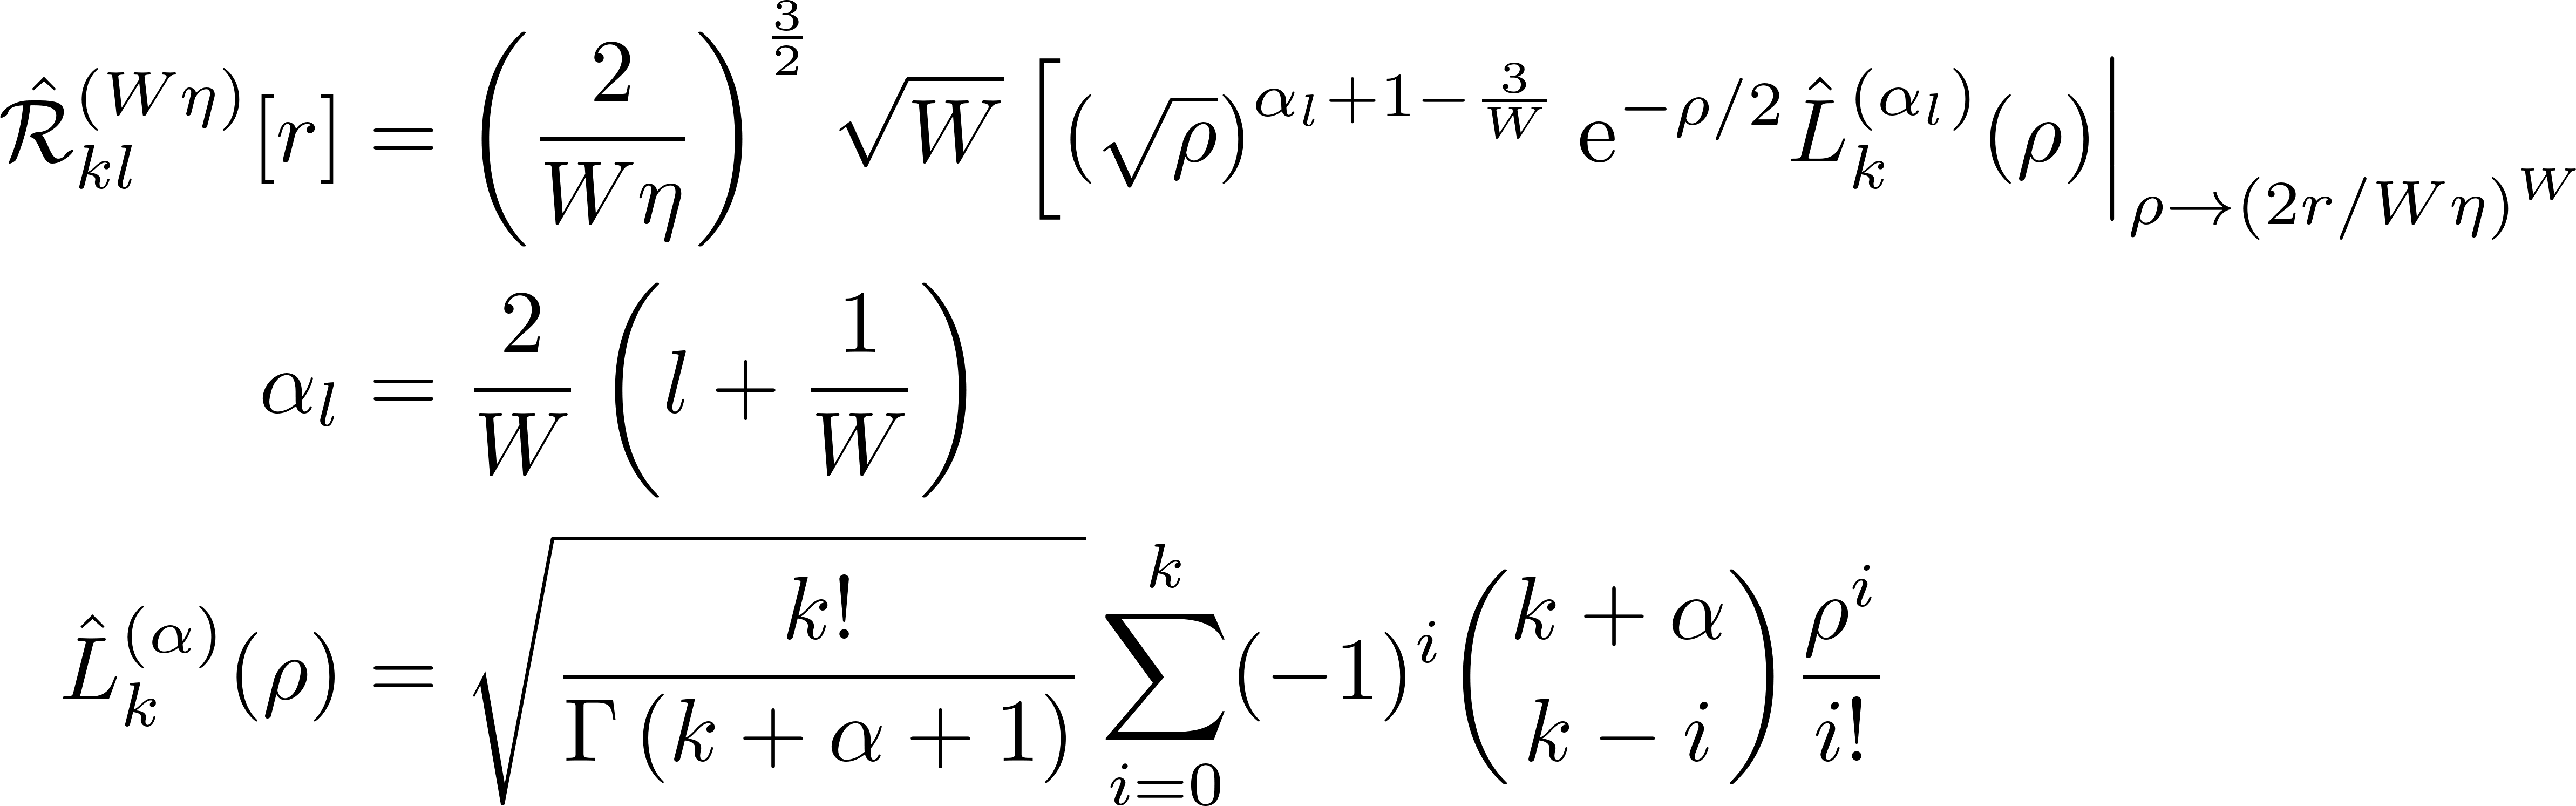 \hat{\mathcal{R}}_{kl}^{(W\eta)}[r] = \left(\frac{2}{W\eta}\right)^{\frac{3}{2}} \sqrt{W} \left[ (\sqrt{\rho})^{\alpha_l+1-\frac{3}{W}} \mathrm{e}^{-\rho/2} \hat{L}_k^{(\alpha_l)}(\rho) \right|_{\rho\to(2r/W\eta)^W}
\alpha_l = \frac{2}{W}\left(l+\frac{1}{W}\right)
\hat{L}_k^{(\alpha)}(\rho) = \sqrt{\frac{k!}{\Gamma(k+\alpha+1)}} \sum_{i=0}^{k} (-1)^i \binom{k+\alpha}{k-i} \frac{\rho^i}{i!}